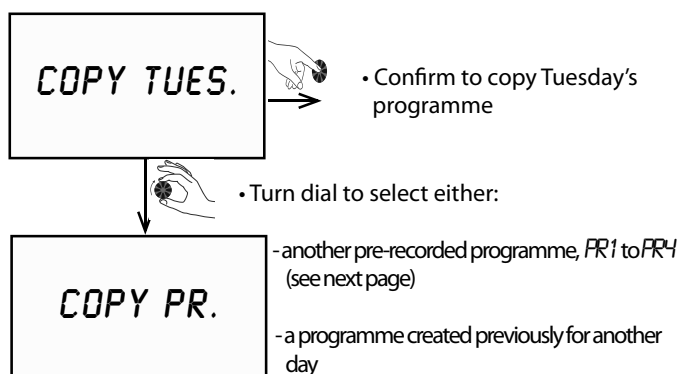 COPY TUES.
• Confirm to copy Tuesday's
programme
• Turn dial to select either:
- another pre-recorded programme, PR1 to PR4
(see next page)
COPY PR.
- a programme created previously for another
day